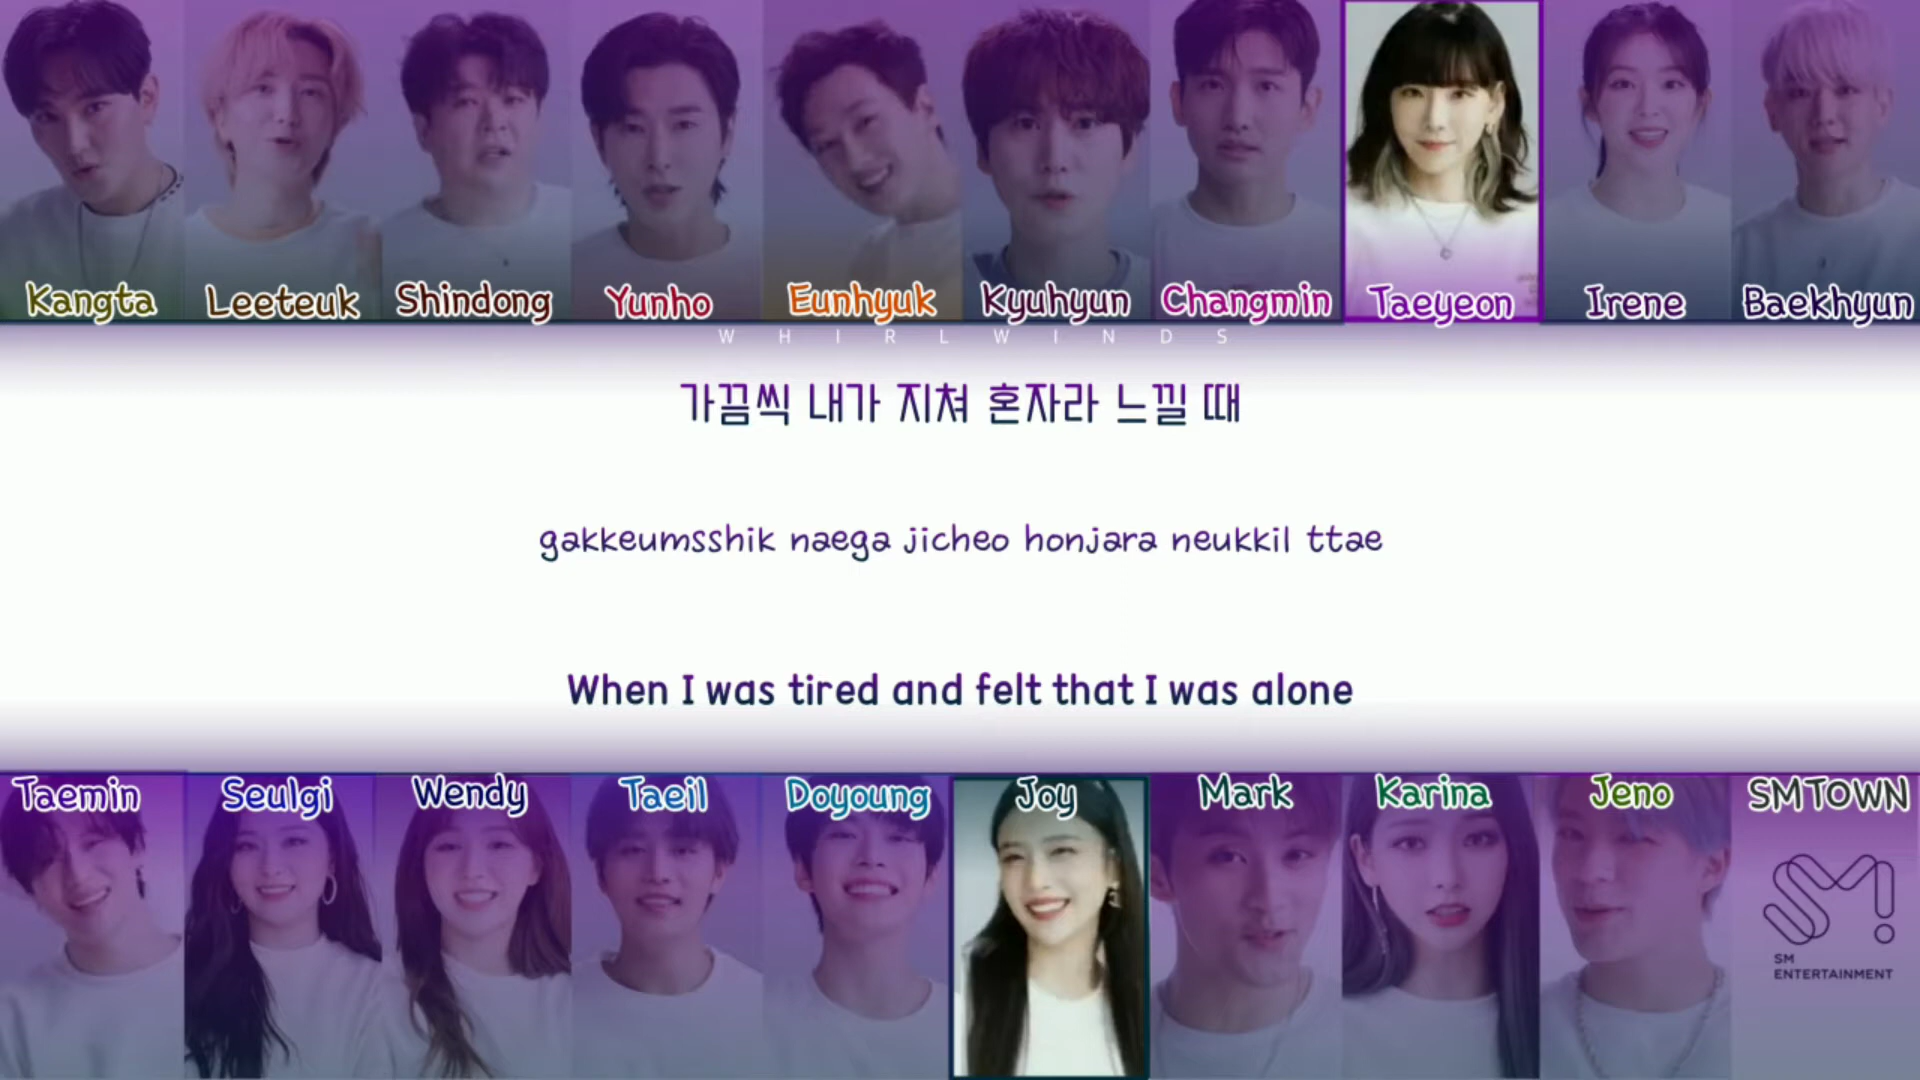 Kangta Leeteuk Shindong Yunho Eunhyuk Kyuhyun Changmin Taeyeon Irene Baekhyun
WHIRLWINDS
가끔씩 내가 지쳐 혼자라 느낄 때
gakkeumsshik naega jicheo honjara neukkil ttae
When I was tired and felt that I was alone
Taemin Seulgi Wendy Taeil Doyoung Joy Mark Karina Jeno SMTOWN
SM
ENTERTAINMENT